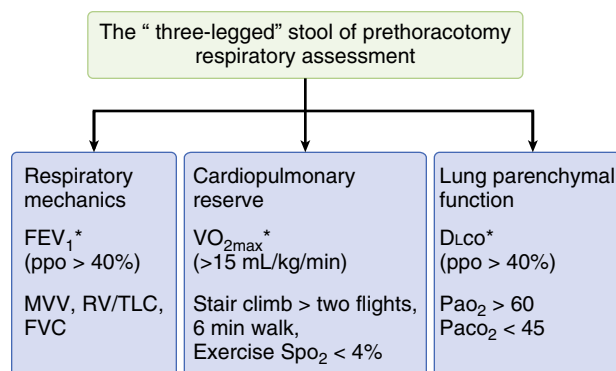 The “ three-legged” stool of prethoracotomy
respiratory assessment
Respiratory
mechanics
FEV₁*
(ppo > 40%)
MVV, RV/TLC,
FVC
Cardiopulmonary
reserve
VO₂max*
(>15 mL/kg/min)
Stair climb > two flights,
6 min walk,
Exercise Spo₂ < 4%
Lung parenchymal
function
DLco*
(ppo > 40%)
Pao₂ > 60
Paco₂ < 45